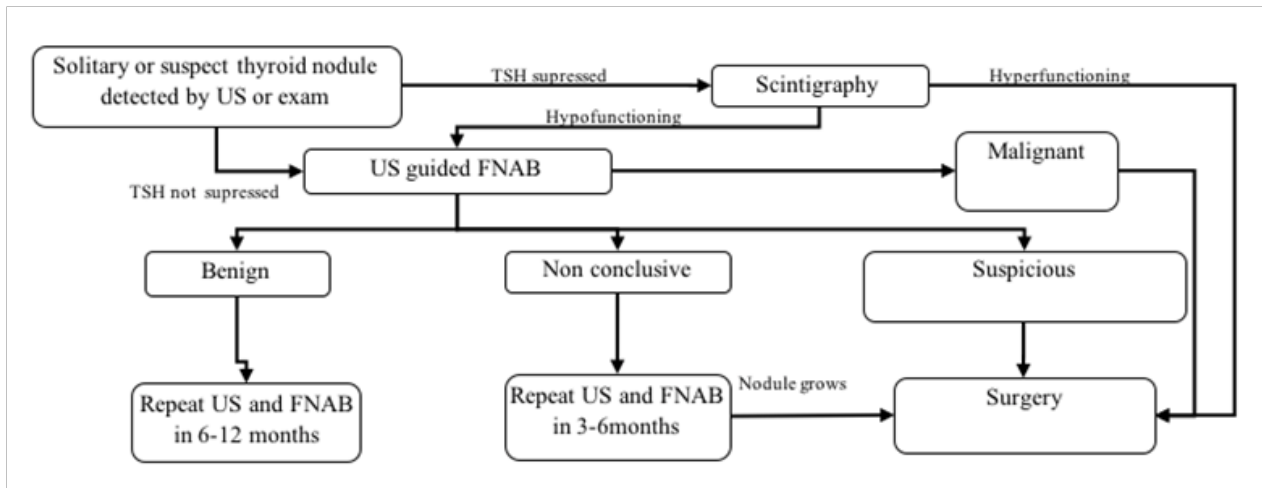 Solitary or suspect thyroid nodule
detected by US or exam
TSH supressed
Scintigraphy
Hyperfunctioning
Hypofunctioning
US guided FNAB
Malignant
TSH not supressed
Benign
Non conclusive
Suspicious
Repeat US and FNAB
in 6-12 months
Repeat US and FNAB
in 3-6months
Nodule grows
Surgery